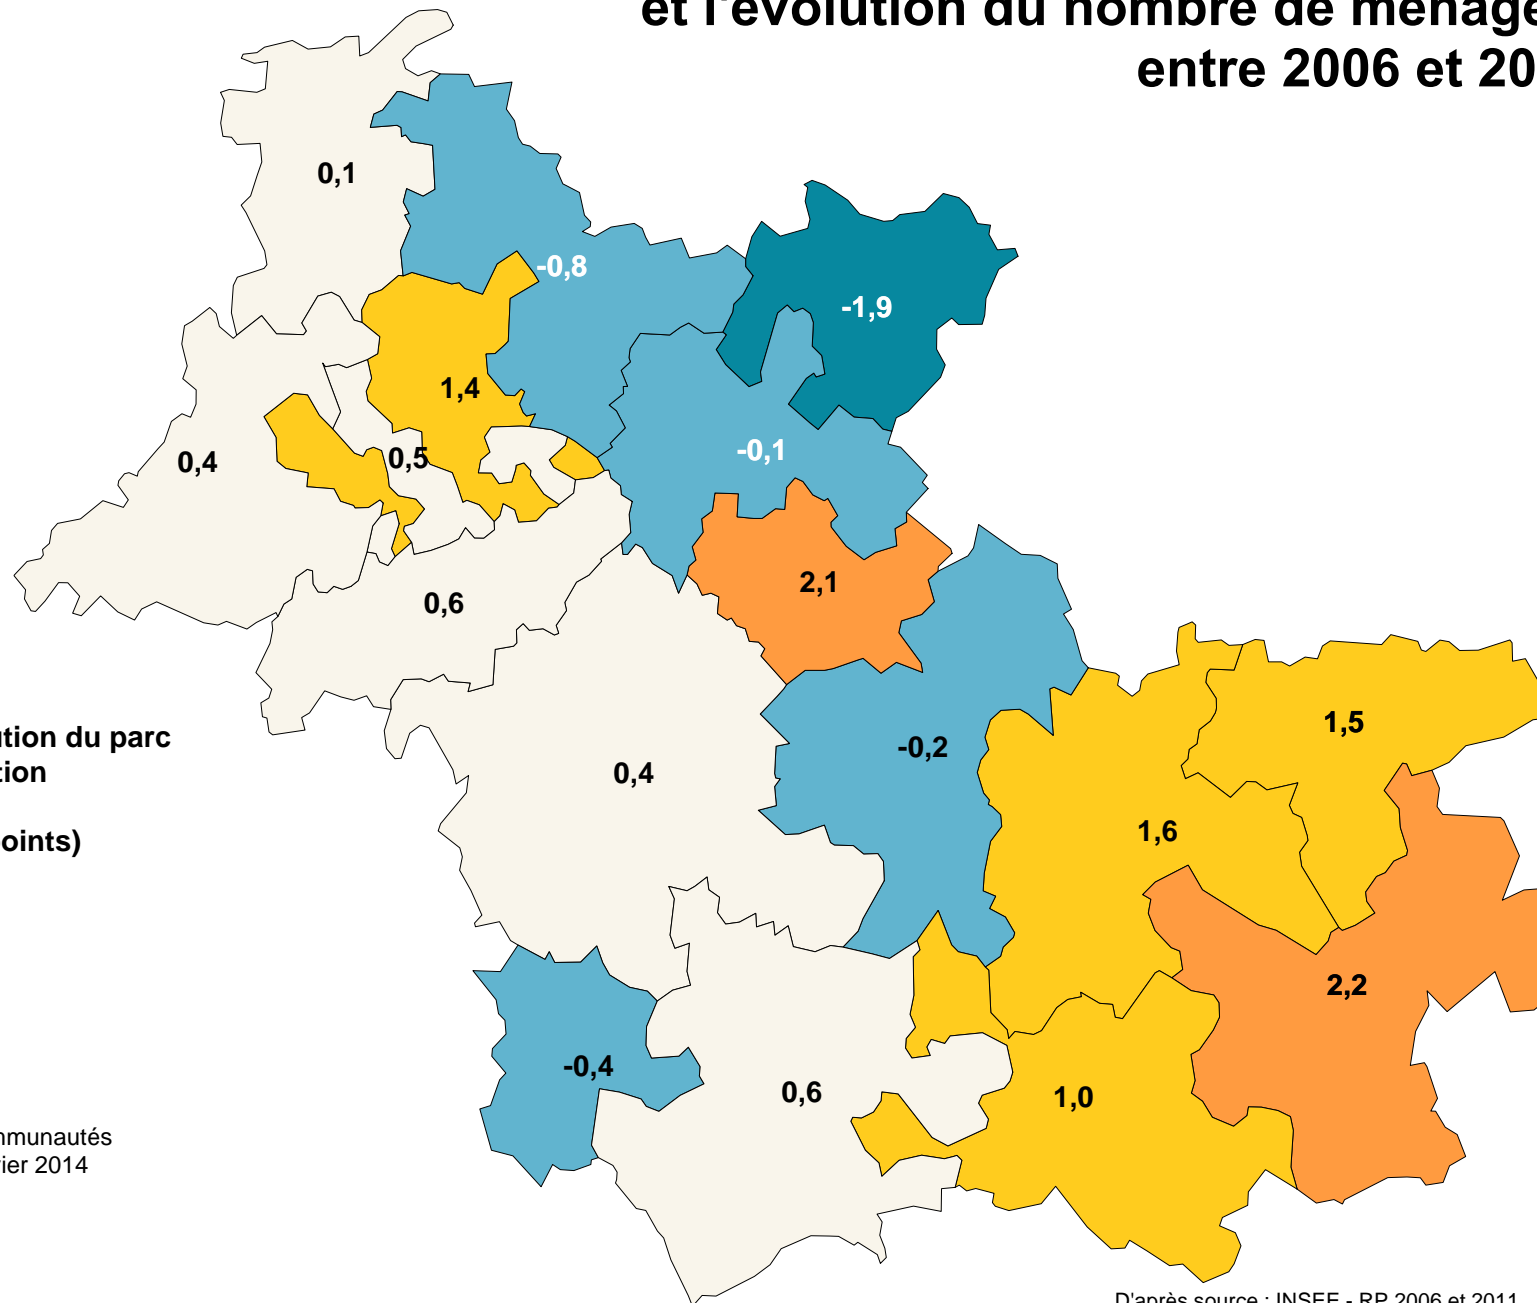 et l'évolution du nombre de ménage
entre 2006 et 20
0,1
-0,8
-1,9
1,4
0,5
0,4
-0,1
2,1
0,6
-0,2
1,5
0,4
1,6
2,2
-0,4
0,6
1,0
ution du parc
tion
oints)
mmunautés
rier 2014
D'après source : INSEE - RP 2006 et 2011